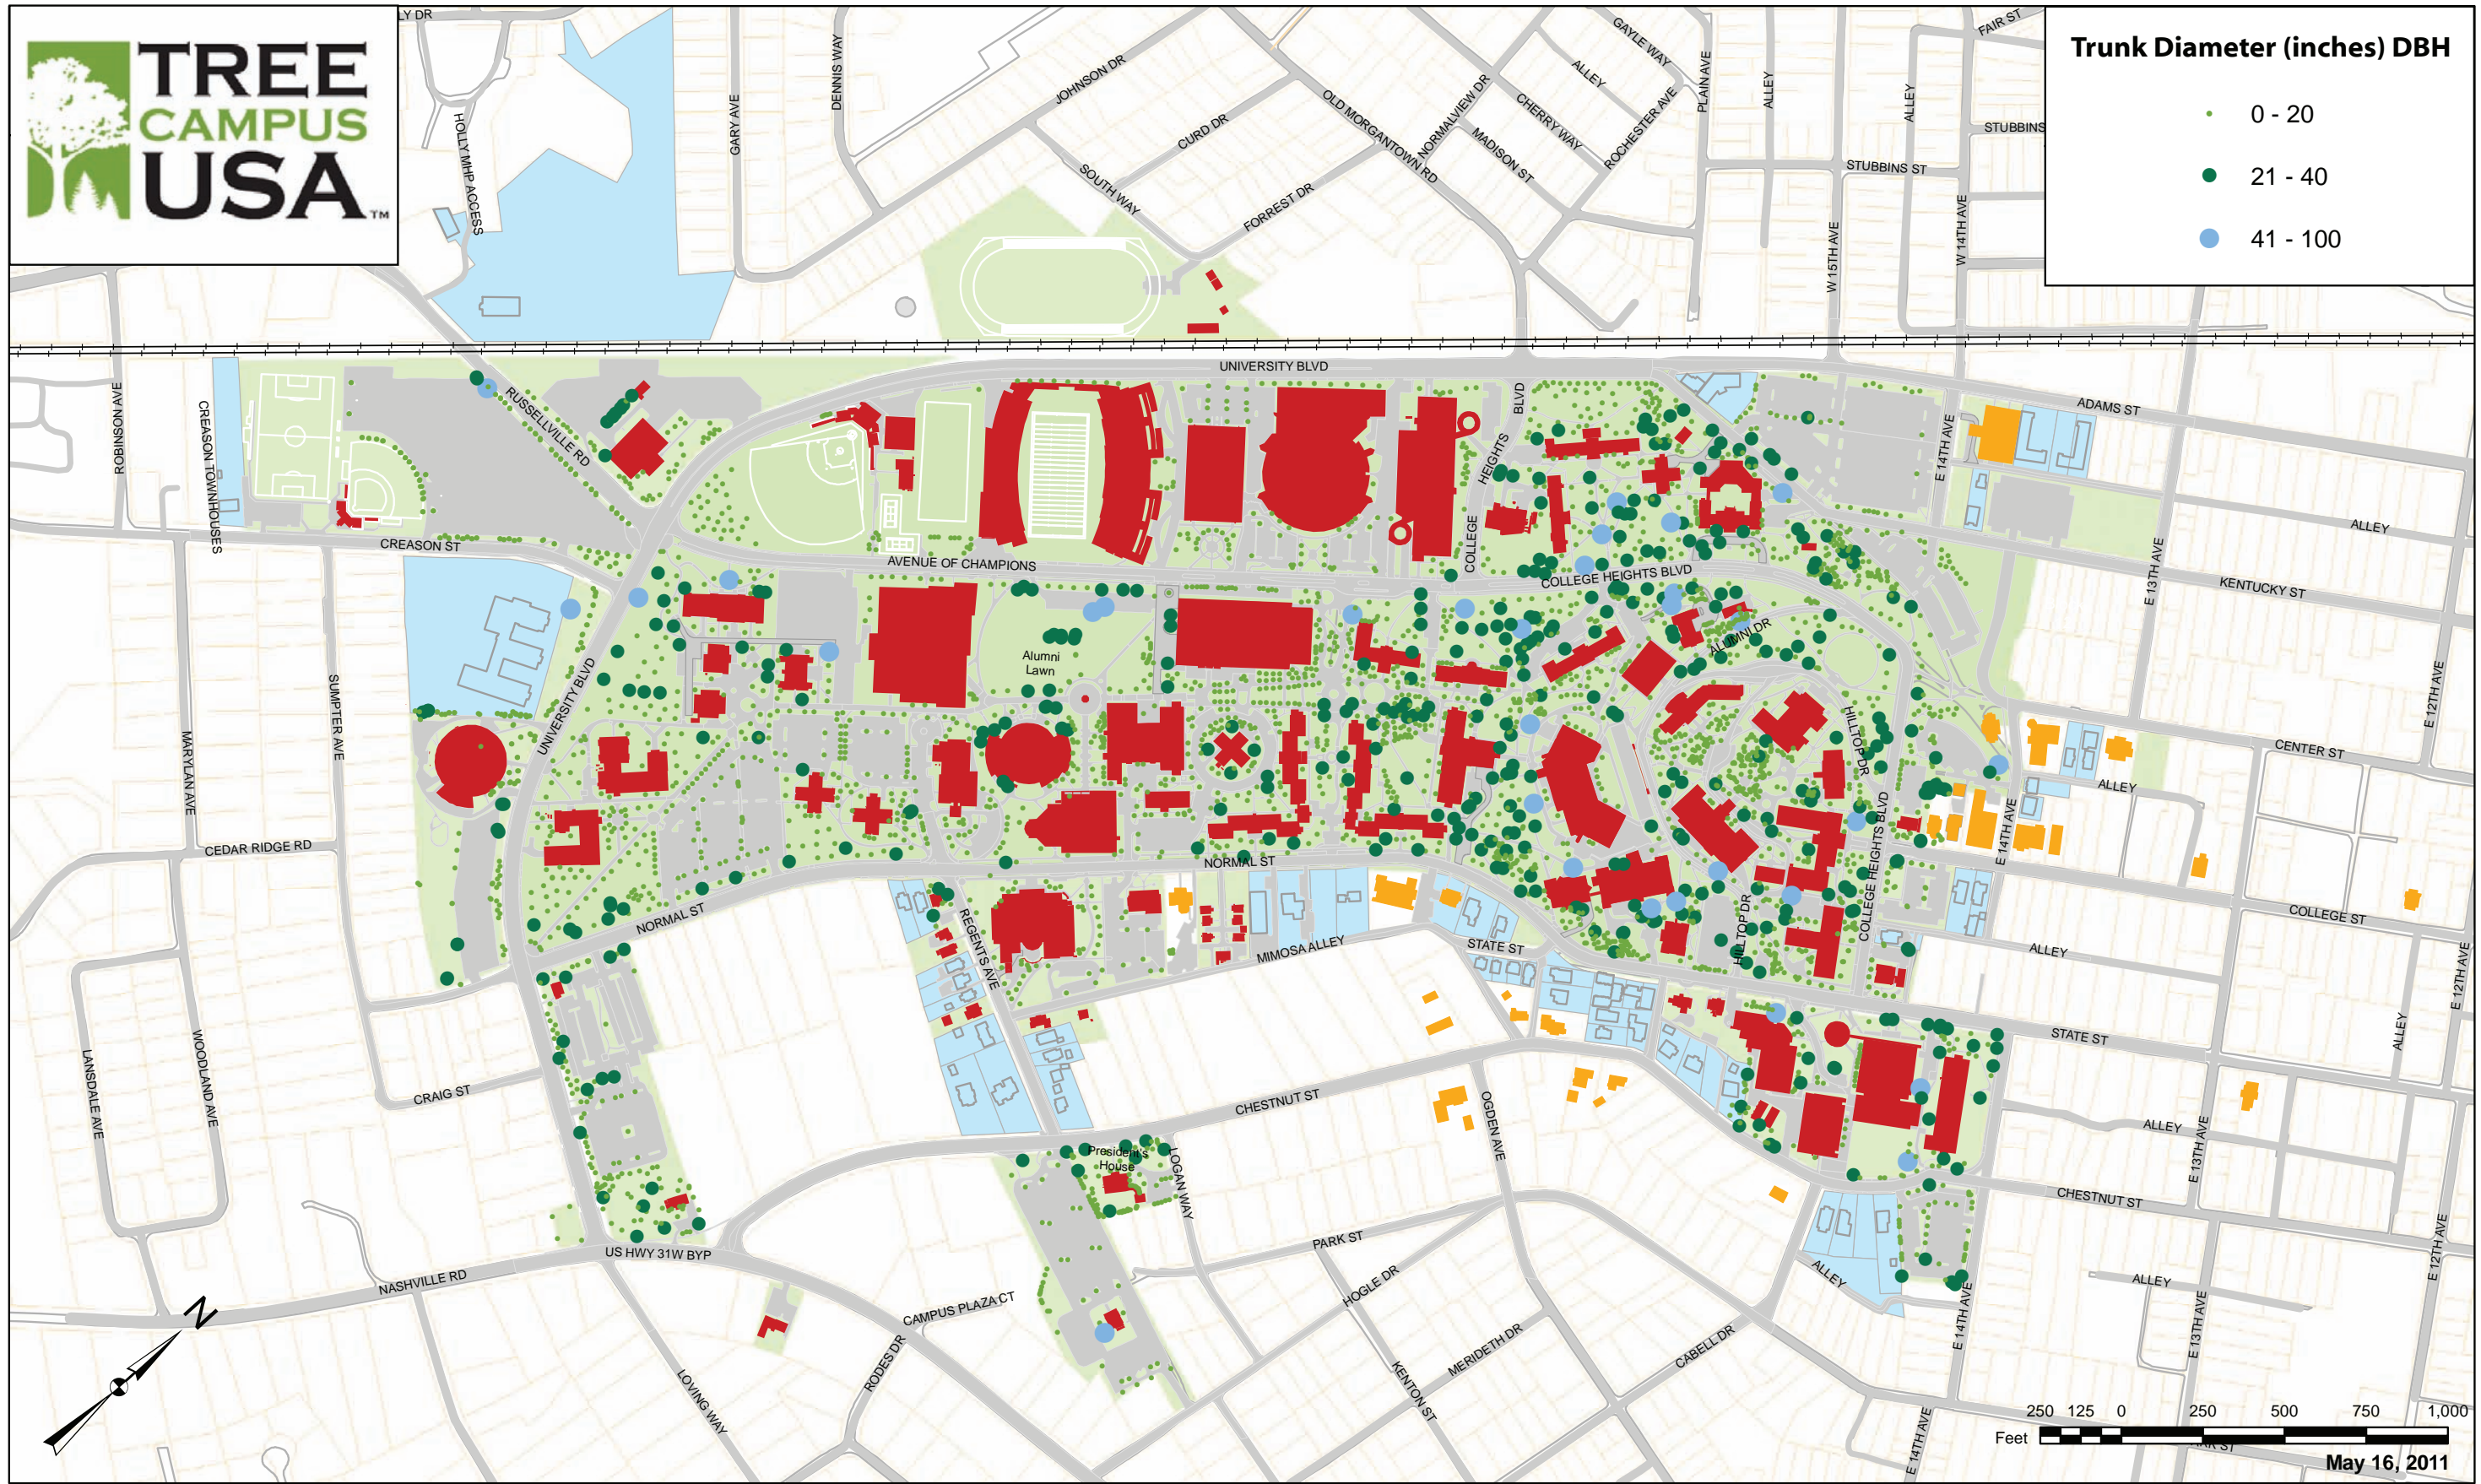 TREE
CAMPUS
USA™
LY DR
HOLLY MHP ACCESS
GARY AVE
DENNIS WAY
JOHNSON DR
CURD DR
SOUTH WAY
FORREST DR
OLD MORGANTOWN RD
NORMALVIEW DR
MADISON ST
CHERRY WAY
ROCHESTER AVE
GAYLE WAY
ALLEY
PLAIN AVE
ALLEY
W 15TH AVE
STUBBINS ST
ALLEY
W 14TH AVE
FAIR ST
STUBBINS
Trunk Diameter (inches) DBH
0 - 20
21 - 40
41 - 100
ROBINSON AVE
CREASON TOWNHOUSES
RUSSELLVILLE RD
UNIVERSITY BLVD
BLVD
HEIGHTS
COLLEGE
E 14TH AVE
ADAMS ST
ALLEY
CREASON ST
AVENUE OF CHAMPIONS
COLLEGE HEIGHTS BLVD
E 13TH AVE
KENTUCKY ST
Alumni
Lawn
ALUMNI DR
UNIVERSITY BLVD
SUMPTER AVE
MARYLAN AVE
HILLTOP DR
E 12TH AVE
CENTER ST
ALLEY
CEDAR RIDGE RD
NORMAL ST
COLLEGE HEIGHTS BLVD
E 14TH AVE
NORMAL ST
REGENTS AVE
MIMOSA ALLEY
STATE ST
HILLTOP DR
COLLEGE ST
ALLEY
E 12TH AVE
LANSDALE AVE
WOODLAND AVE
CRAIG ST
CHESTNUT ST
OGDEN AVE
STATE ST
ALLEY
ALLEY
E 13TH AVE
President's
House
LOGAN WAY
CHESTNUT ST
E 12TH AVE
US HWY 31W BYP
NASHVILLE RD
PARK ST
HOGLE DR
ALLEY
ALLEY
E 14TH AVE
E 13TH AVE
N
CAMPUS PLAZA CT
RODES DR
LOVING WAY
KENTON ST
MERIDETH DR
CABELL DR
E 14TH AVE
250 125 0 250 500 750 1,000
Feet
May 16, 2011